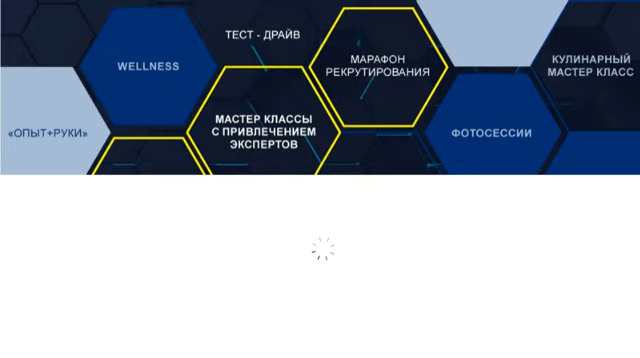 ТЕСТ - ДРАЙВ
WELLNESS
МАРАФОН
РЕКРУТИРОВАНИЯ
КУЛИНАРНЫЙ
МАСТЕР КЛАСС
«ОПЫТ+РУКИ»
МАСТЕР КЛАССЫ
С ПРИВЛЕЧЕНИЕМ
ЭКСПЕРТОВ
ФОТОСЕССИИ